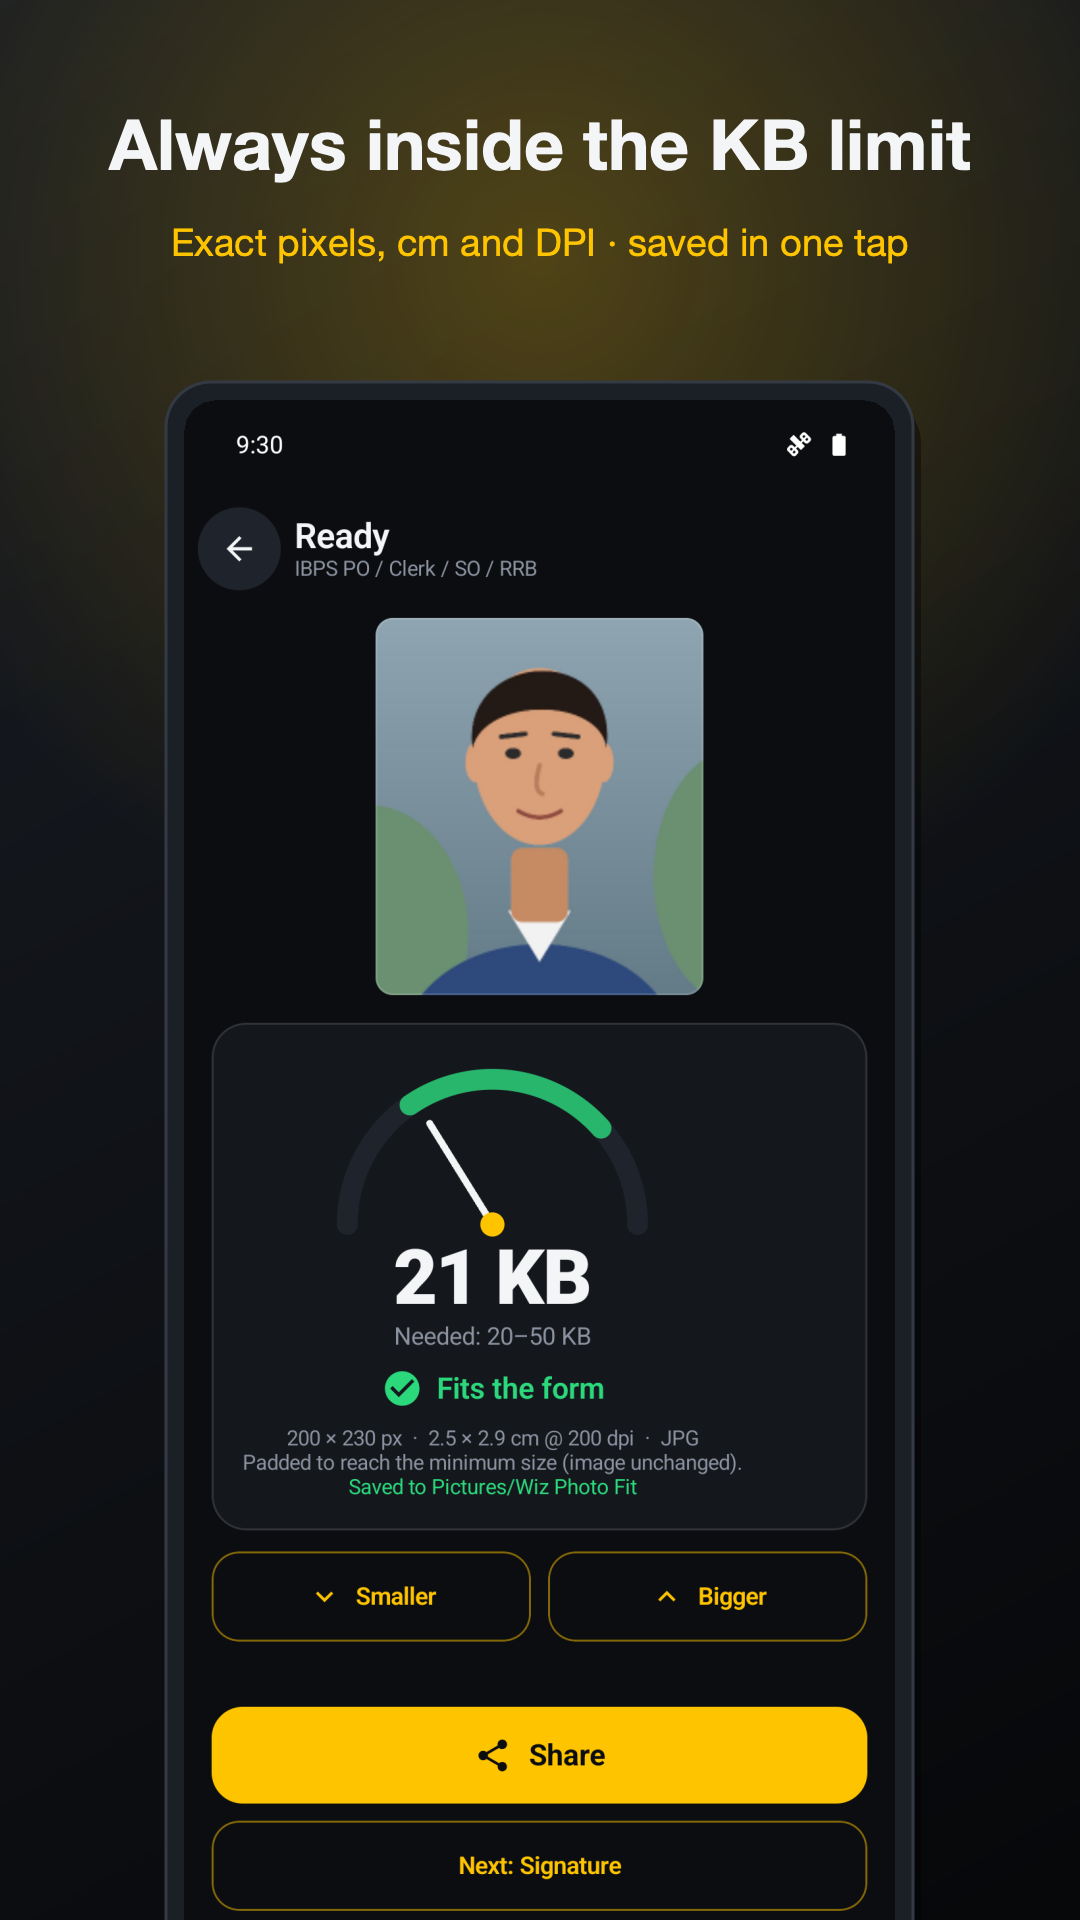 Always inside the KB limit
Exact pixels, cm and DPI · saved in one tap
9:30
Ready
IBPS PO / Clerk / SO / RRB
21 KB
Needed: 20–50 KB
Fits the form
200 × 230 px · 2.5 × 2.9 cm @ 200 dpi · JPG
Padded to reach the minimum size (image unchanged).
Saved to Pictures/Wiz Photo Fit
Smaller
Bigger
Share
Next: Signature